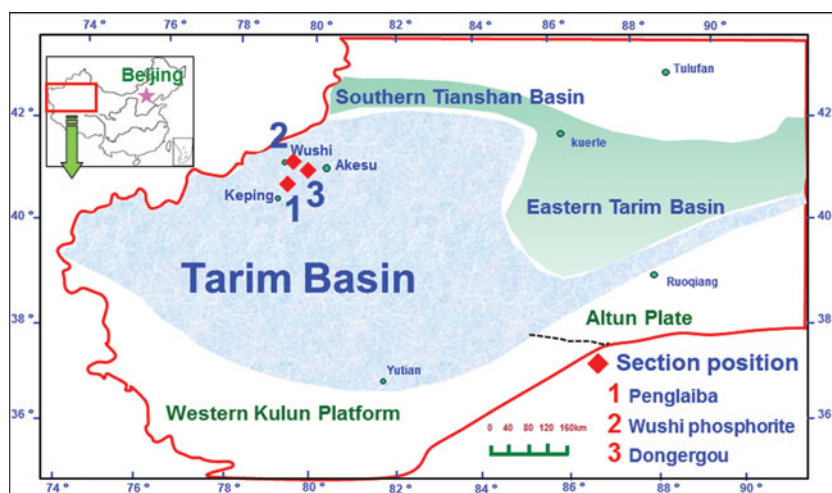 74° 76° 78° 80° 82° 84° 86° 88° 90°
Beijing
Tulufan
42° 42°
Southern Tianshan Basin
kuerle
2 Wushi
Akesu
Keping 1 3
40° 40°
Eastern Tarim Basin
Tarim Basin
Ruoqiang
38° 38°
Altun Plate
Yutian
Section position
1 Penglaiba
2 Wushi phosphorite
3 Dongergou
Western Kulun Platform
36° 36°
0 40 80 120 160km
74° 76° 78° 80° 82° 84° 86° 88° 90°